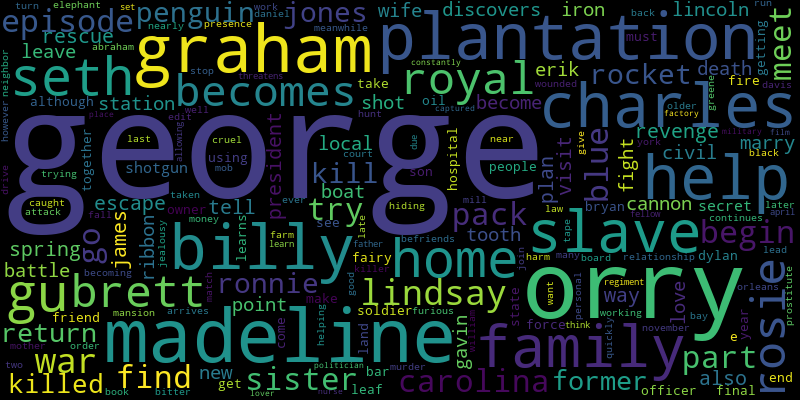 turn elephant set presence daniel work nearly
episode penguin jones wife discovers iron lincoln back run
rescue graham plantation meanwhile abraham must getting
however neighbor leave seth becomes royal erik rocket death meet
although station stop shot oil become charles fire older factory davis greene
constantly threatens wounded captured place edit allowing well hunt
george last cruel near due hospital people
trying caught attack together shotgun using mob president local court kill son boat
take fight blue plan visit civil revenge marry york military film black
cannon secret later april give bryan help
drive escape taken owner money ever tell try see late hiding pack mill law
fall james ribbon jealousy go learns farm learn father befriends tooth slave tape fellow continues begin
spring battle billy fairy home join harm many board relationship dylan lead
becoming gu brett ronnie match good killer lindsay soldier furious state way want orry regiment personal working bay orleans
mansion arrives point make helping land gavin force think quickly november love year rosie prostitute
friend return madeline come family e
mother order war part
two killed find new sister politician bar murder carolina former also end
book bitter get lover nurse leaf officer final